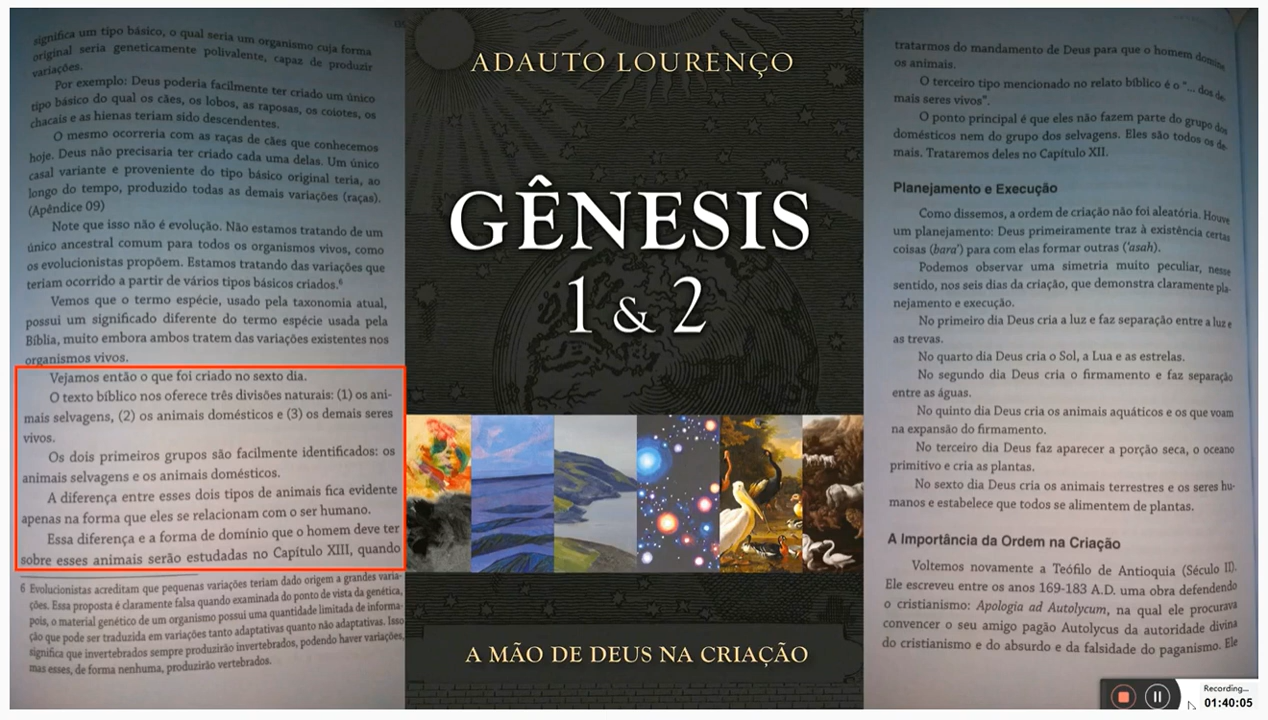 significa um tipo básico, o qual seria um organismo cuja forma
original seria geneticamente polivalente, capaz de produzir
variações.
Por exemplo: Deus poderia facilmente ter criado um único
tipo básico do qual os cães, os lobos, as raposas, os coiotes, os
chacais e as hienas teriam sido descendentes.
O mesmo ocorreria com as raças de cães que conhecemos
hoje. Deus não precisaria ter criado cada uma delas. Um único
casal variante e proveniente do tipo básico original teria, ao
longo do tempo, produzido todas as demais variações (raças).
(Apêndice 09)
Note que isso não é evolução. Não estamos tratando de um
único ancestral comum para todos os organismos vivos, como
os evolucionistas propõem. Estamos tratando das variações que
teriam ocorrido a partir de vários tipos básicos criados.⁶
Vemos que o termo espécie, usado pela taxonomia atual,
possui um significado diferente do termo espécie usada pela
Bíblia, muito embora ambos tratem das variações existentes nos
organismos vivos.
Vejamos então o que foi criado no sexto dia.
O texto bíblico nos oferece três divisões naturais: (1) os ani-
mais selvagens, (2) os animais domésticos e (3) os demais seres
vivos.
Os dois primeiros grupos são facilmente identificados: os
animais selvagens e os animais domésticos.
A diferença entre esses dois tipos de animais fica evidente
apenas na forma que eles se relacionam com o ser humano.
Essa diferença e a forma de domínio que o homem deve ter
sobre esses animais serão estudadas no Capítulo XIII, quando
6 Evolucionistas acreditam que pequenas variações teriam dado origem a grandes varia-
ções. Essa proposta é claramente falsa quando examinada do ponto de vista da genética,
pois, o material genético de um organismo possui uma quantidade limitada de informa-
ção que pode ser traduzida em variações tanto adaptativas quanto não adaptativas. Isso
significa que invertebrados sempre produzirão invertebrados, podendo haver variações,
mas esses, de forma nenhuma, produzirão vertebrados.
ADAUTO LOURENÇO
GÊNESIS
1 & 2
A MÃO DE DEUS NA CRIAÇÃO
tratarmos do mandamento de Deus para que o homem domine
os animais.
O terceiro tipo mencionado no relato bíblico é o "... dos de-
mais seres vivos".
O ponto principal é que eles não fazem parte do grupo dos
domésticos nem do grupo dos selvagens. Eles são todos os de-
mais. Trataremos deles no Capítulo XII.
Planejamento e Execução
Como dissemos, a ordem de criação não foi aleatória. Houve
um planejamento: Deus primeiramente traz à existência certas
coisas (bara') para com elas formar outras ('asah).
Podemos observar uma simetria muito peculiar, nesse
sentido, nos seis dias da criação, que demonstra claramente pla-
nejamento e execução.
No primeiro dia Deus cria a luz e faz separação entre a luz e
as trevas.
No quarto dia Deus cria o Sol, a Lua e as estrelas.
No segundo dia Deus cria o firmamento e faz separação
entre as águas.
No quinto dia Deus cria os animais aquáticos e os que voam
na expansão do firmamento.
No terceiro dia Deus faz aparecer a porção seca, o oceano
primitivo e cria as plantas.
No sexto dia Deus cria os animais terrestres e os seres hu-
manos e estabelece que todos se alimentem de plantas.
A Importância da Ordem na Criação
Voltemos novamente a Teófilo de Antioquia (Século II).
Ele escreveu entre os anos 169-183 A.D. uma obra defendendo
o cristianismo: Apologia ad Autolycum, na qual ele procurava
convencer o seu amigo pagão Autolycus da autoridade divina
do cristianismo e do absurdo e da falsidade do paganismo. Ele
Recording...
01:40:05